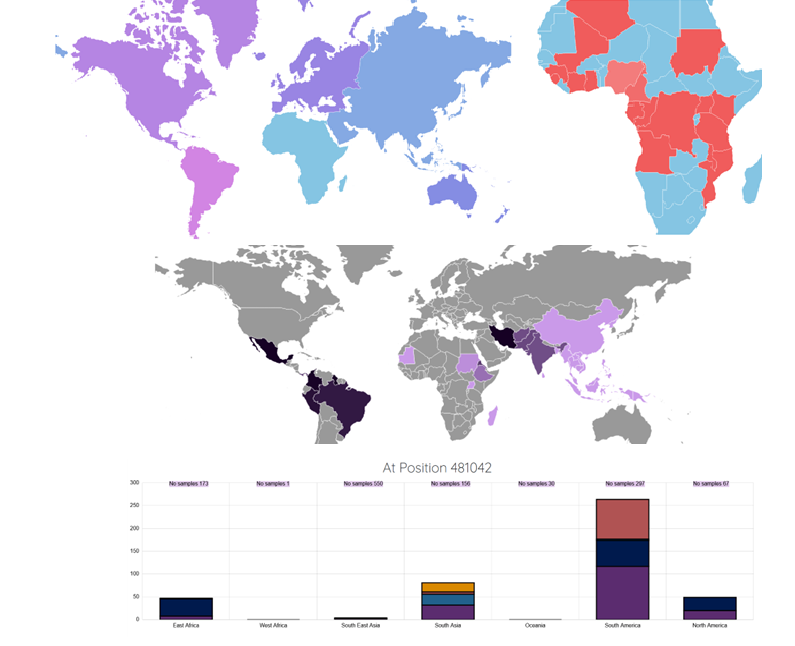 At Position 481042
300
No samples 173
No samples 1
No samples 550
No samples 156
No samples 30
No samples 297
No samples 67
250
200
150
100
50
0
East Africa
West Africa
South East Asia
South Asia
Oceania
South America
North America